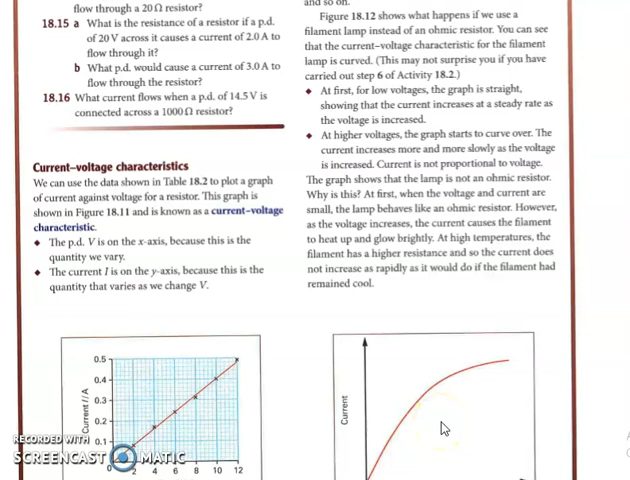 flow through a 20 Ω resistor?
18.15 a What is the resistance of a resistor if a p.d.
of 20 V across it causes a current of 2.0 A to
flow through it?
b What p.d. would cause a current of 3.0 A to
flow through the resistor?
18.16 What current flows when a p.d. of 14.5 V is
connected across a 1000 Ω resistor?
Current–voltage characteristics
We can use the data shown in Table 18.2 to plot a graph
of current against voltage for a resistor. This graph is
shown in Figure 18.11 and is known as a current–voltage
characteristic.
◆ The p.d. V is on the x-axis, because this is the
quantity we vary.
◆ The current I is on the y-axis, because this is the
quantity that varies as we change V.
0.5
0.4
0.3
0.2
0.1
0
2 4 6 8 10 12
Current I / A
RECORDED WITH
SCREENCAST MATIC
and so on.
Figure 18.12 shows what happens if we use a
filament lamp instead of an ohmic resistor. You can see
that the current–voltage characteristic for the filament
lamp is curved. (This may not surprise you if you have
carried out step 6 of Activity 18.2.)
◆ At first, for low voltages, the graph is straight,
showing that the current increases at a steady rate as
the voltage is increased.
◆ At higher voltages, the graph starts to curve over. The
current increases more and more slowly as the voltage
is increased. Current is not proportional to voltage.
The graph shows that the lamp is not an ohmic resistor.
Why is this? At first, when the voltage and current are
small, the lamp behaves like an ohmic resistor. However,
as the voltage increases, the current causes the filament
to heat up and glow brightly. At high temperatures, the
filament has a higher resistance and so the current does
not increase as rapidly as it would do if the filament had
remained cool.
Current